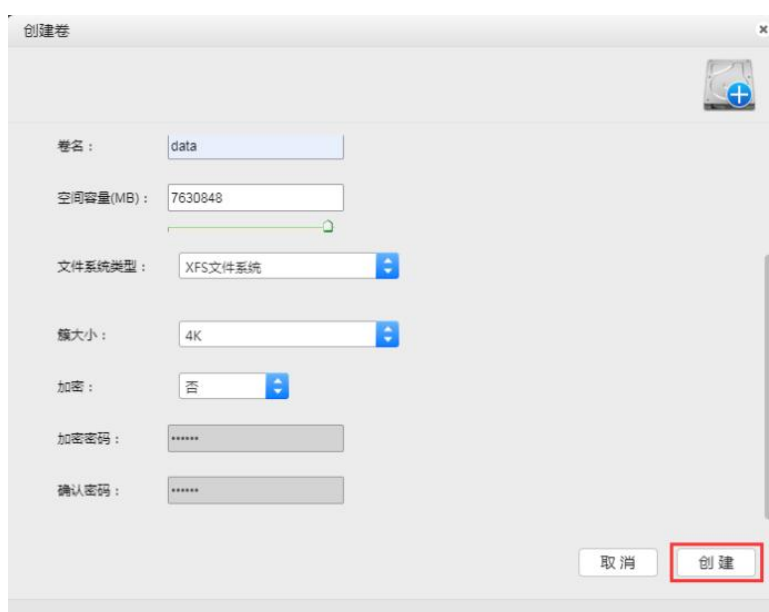 创建卷
卷名： data
空间容量(MB)： 7630848
文件系统类型： XFS文件系统
簇大小： 4K
加密： 否
加密密码： ••••••
确认密码： ••••••
取消 创建